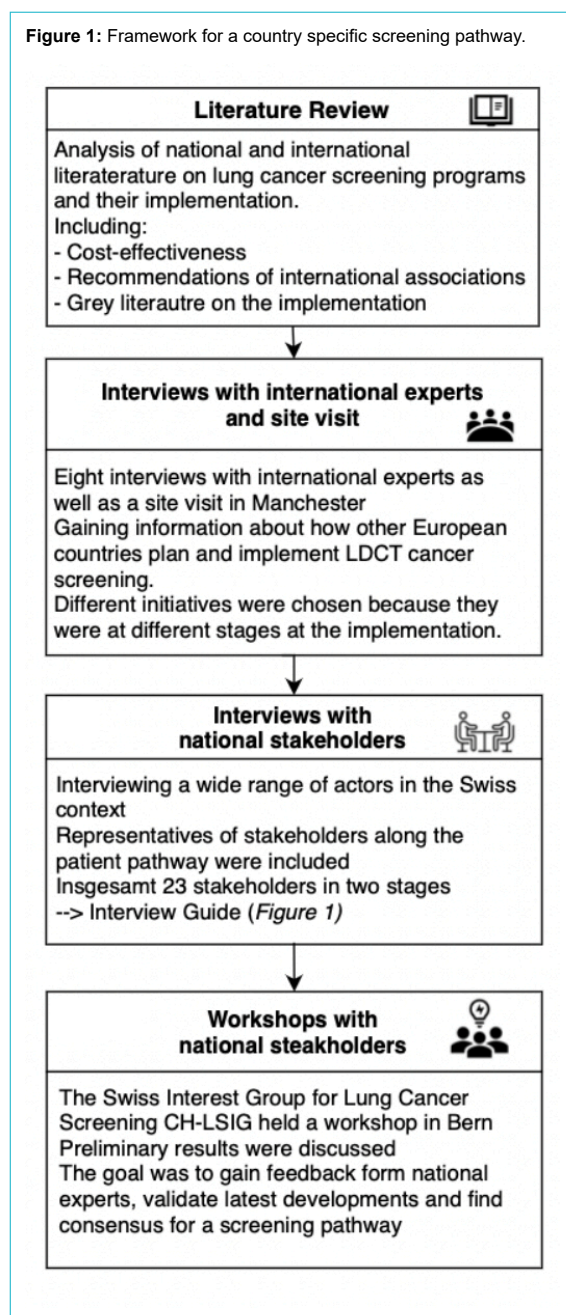 Figure 1: Framework for a country specific screening pathway.
Literature Review
Analysis of national and international
literaterature on lung cancer screening programs
and their implementation.
Including:
- Cost-effectiveness
- Recommendations of international associations
- Grey literautre on the implementation
Interviews with international experts
and site visit
Eight interviews with international experts as
well as a site visit in Manchester
Gaining information about how other European
countries plan and implement LDCT cancer
screening.
Different initiatives were chosen because they
were at different stages at the implementation.
Interviews with
national stakeholders
Interviewing a wide range of actors in the Swiss
context
Representatives of stakeholders along the
patient pathway were included
Insgesamt 23 stakeholders in two stages
--> Interview Guide (Figure 1)
Workshops with
national steakholders
The Swiss Interest Group for Lung Cancer
Screening CH-LSIG held a workshop in Bern
Preliminary results were discussed
The goal was to gain feedback form national
experts, validate latest developments and find
consensus for a screening pathway